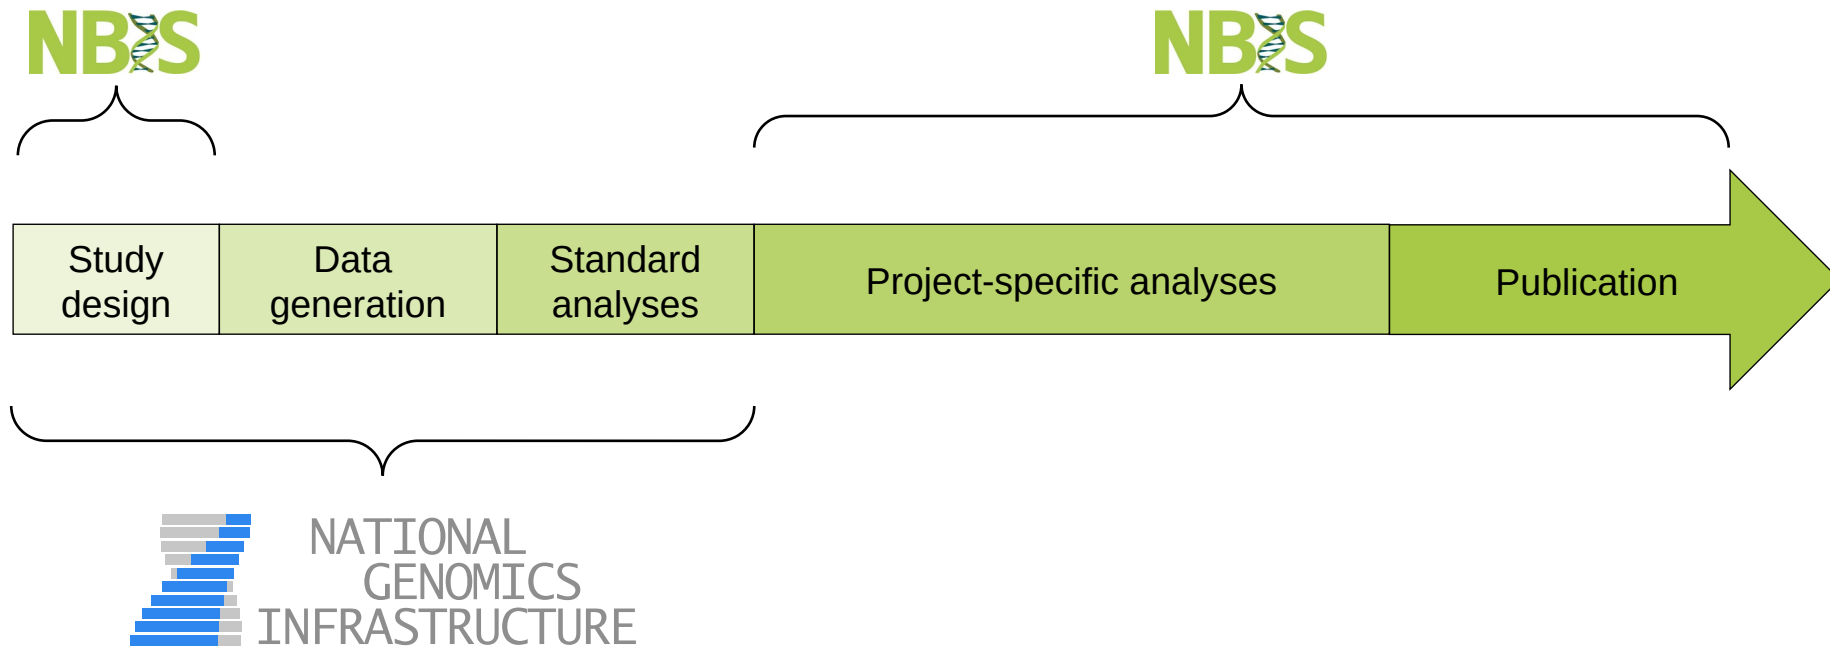 NBIS
NBIS
Study
design
Data
generation
Standard
analyses
Project-specific analyses
Publication
NATIONAL
GENOMICS
INFRASTRUCTURE